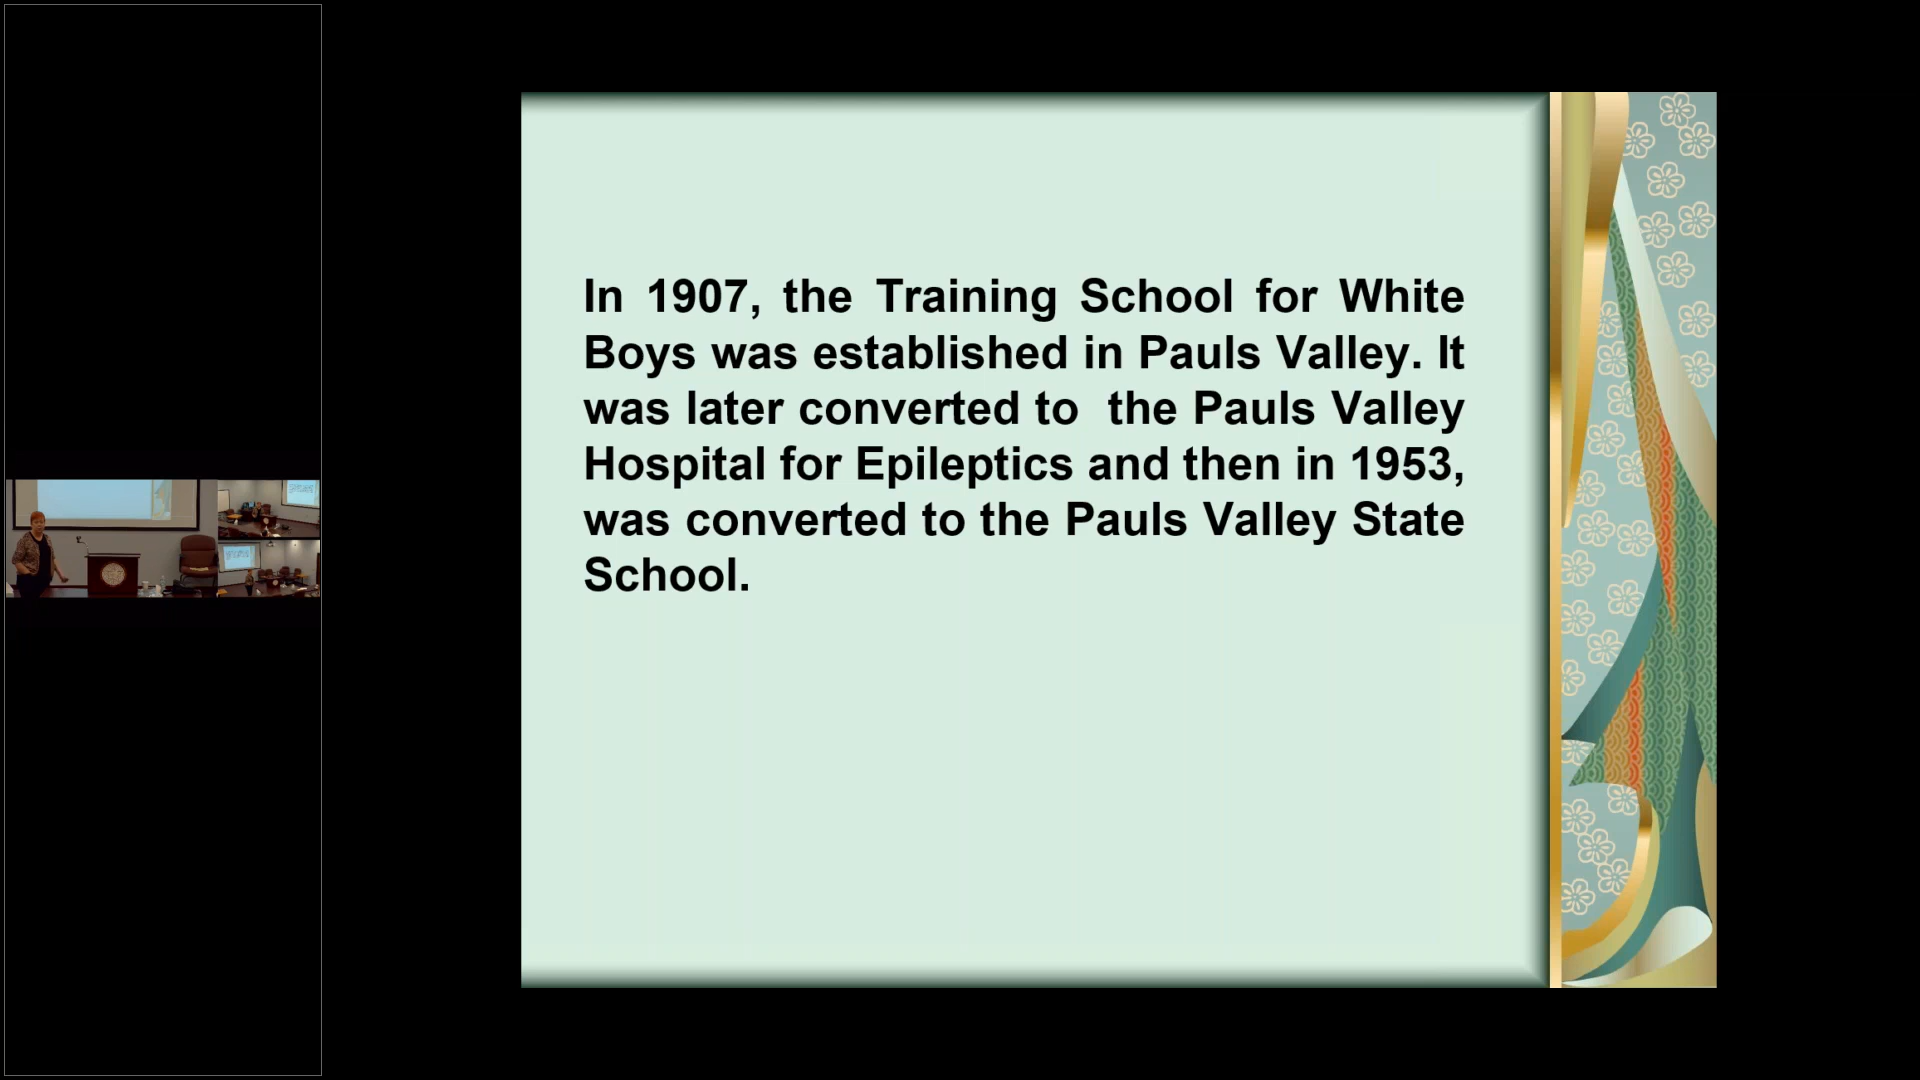 In 1907, the Training School for White
Boys was established in Pauls Valley. It
was later converted to  the Pauls Valley
Hospital for Epileptics and then in 1953,
was converted to the Pauls Valley State
School.